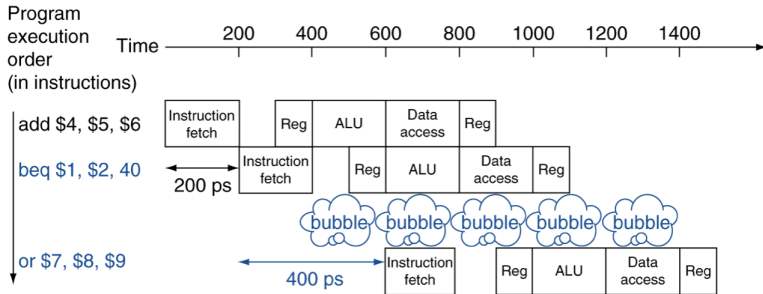 Program
execution
order
(in instructions)
Time
200 400 600 800 1000 1200 1400
add $4, $5, $6
Instruction
fetch
Reg
ALU
Data
access
Reg
beq $1, $2, 40
200 ps
Instruction
fetch
Reg
ALU
Data
access
Reg
bubble bubble bubble bubble bubble
or $7, $8, $9
400 ps
Instruction
fetch
Reg
ALU
Data
access
Reg